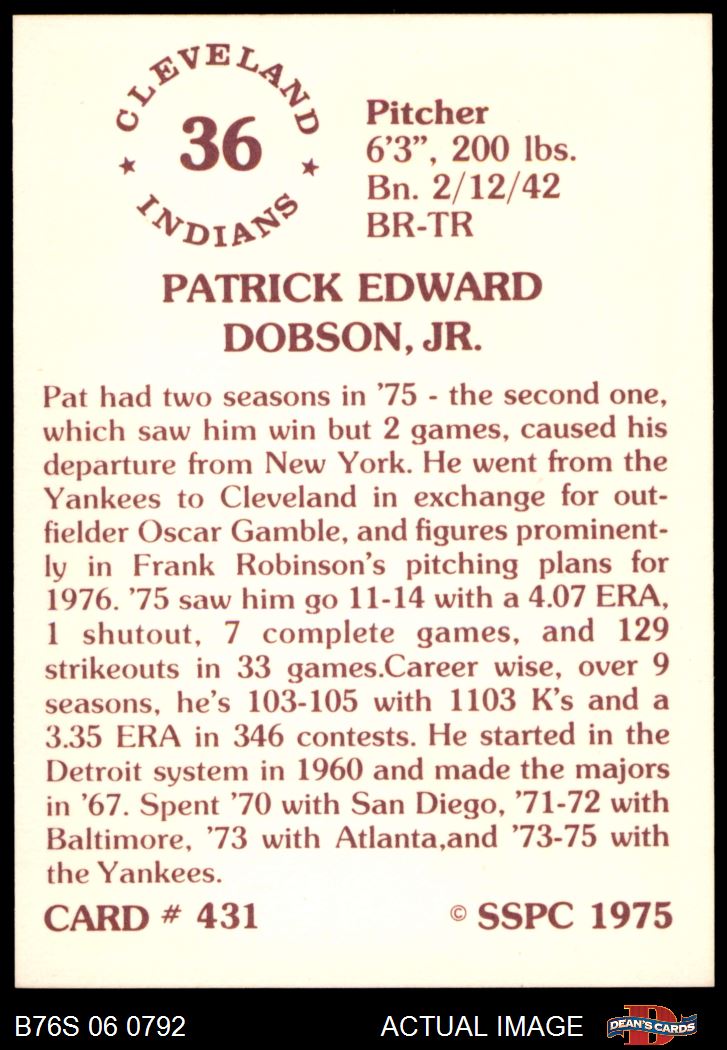 CLEVELAND
36
INDIANS
Pitcher
6'3", 200 lbs.
Bn. 2/12/42
BR-TR
PATRICK EDWARD
DOBSON, JR.
Pat had two seasons in '75 - the second one,
which saw him win but 2 games, caused his
departure from New York. He went from the
Yankees to Cleveland in exchange for out-
fielder Oscar Gamble, and figures prominent-
ly in Frank Robinson's pitching plans for
1976. '75 saw him go 11-14 with a 4.07 ERA,
1 shutout, 7 complete games, and 129
strikeouts in 33 games.Career wise, over 9
seasons, he's 103-105 with 1103 K's and a
3.35 ERA in 346 contests. He started in the
Detroit system in 1960 and made the majors
in '67. Spent '70 with San Diego, '71-72 with
Baltimore, '73 with Atlanta,and '73-75 with
the Yankees.
CARD # 431 © SSPC 1975
B76S 06 0792 ACTUAL IMAGE D DEAN'S CARDS